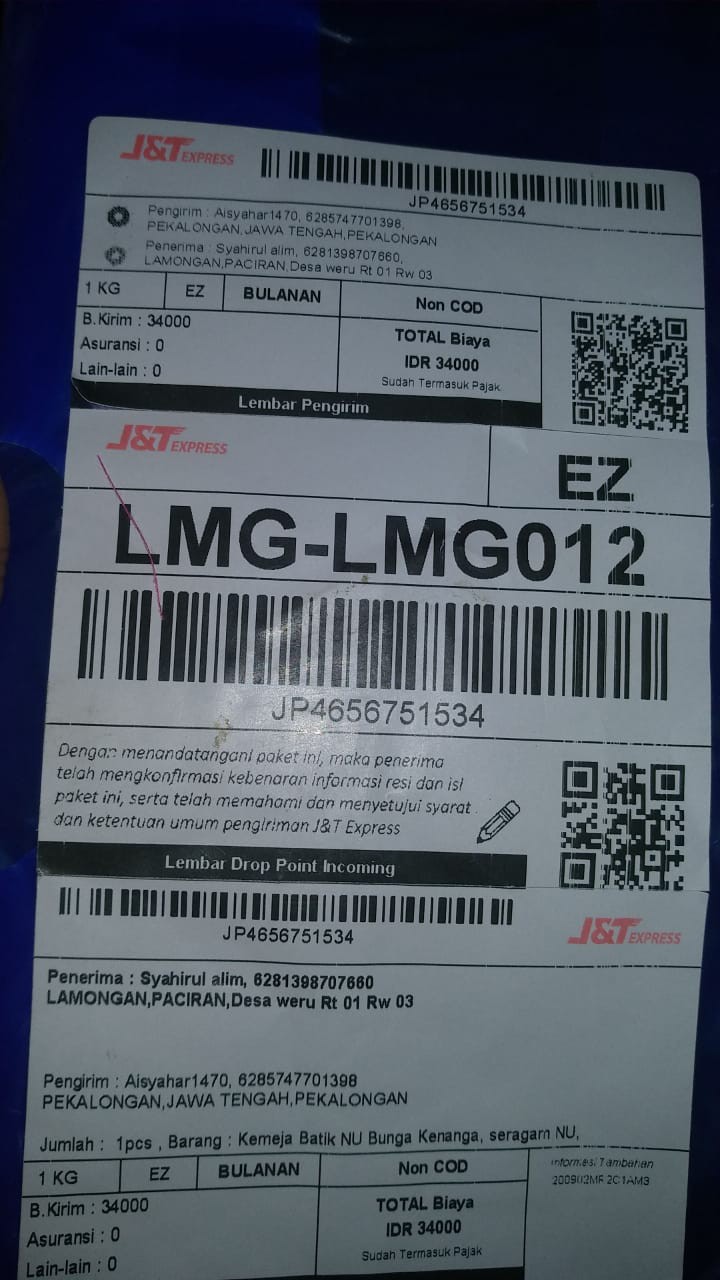 J&T EXPRESS
JP4656751534
Pengirim : Aisyahar1470, 6285747701398,
PEKALONGAN,JAWA TENGAH,PEKALONGAN
Penerima : Syahirul alim, 6281398707660,
LAMONGAN,PACIRAN,Desa weru Rt 01 Rw 03
1 KG EZ BULANAN Non COD
B.Kirim : 34000
Asuransi : 0
Lain-lain : 0
TOTAL Biaya
IDR 34000
Sudah Termasuk Pajak
Lembar Pengirim
J&T EXPRESS
EZ
LMG-LMG012
JP4656751534
Dengan menandatangani paket ini, maka penerima
telah mengkonfirmasi kebenaran informasi resi dan isi
paket ini, serta telah memahami dan menyetujui syarat
dan ketentuan umum pengiriman J&T Express
Lembar Drop Point Incoming
JP4656751534
J&T EXPRESS
Penerima : Syahirul alim, 6281398707660
LAMONGAN,PACIRAN,Desa weru Rt 01 Rw 03
Pengirim : Aisyahar1470, 6285747701398
PEKALONGAN,JAWA TENGAH,PEKALONGAN
Jumlah : 1pcs , Barang : Kemeja Batik NU Bunga Kenanga, seragam NU,
1 KG EZ BULANAN Non COD
B.Kirim : 34000
Asuransi : 0
Lain-lain : 0
TOTAL Biaya
IDR 34000
Sudah Termasuk Pajak
Informasi Tambahan